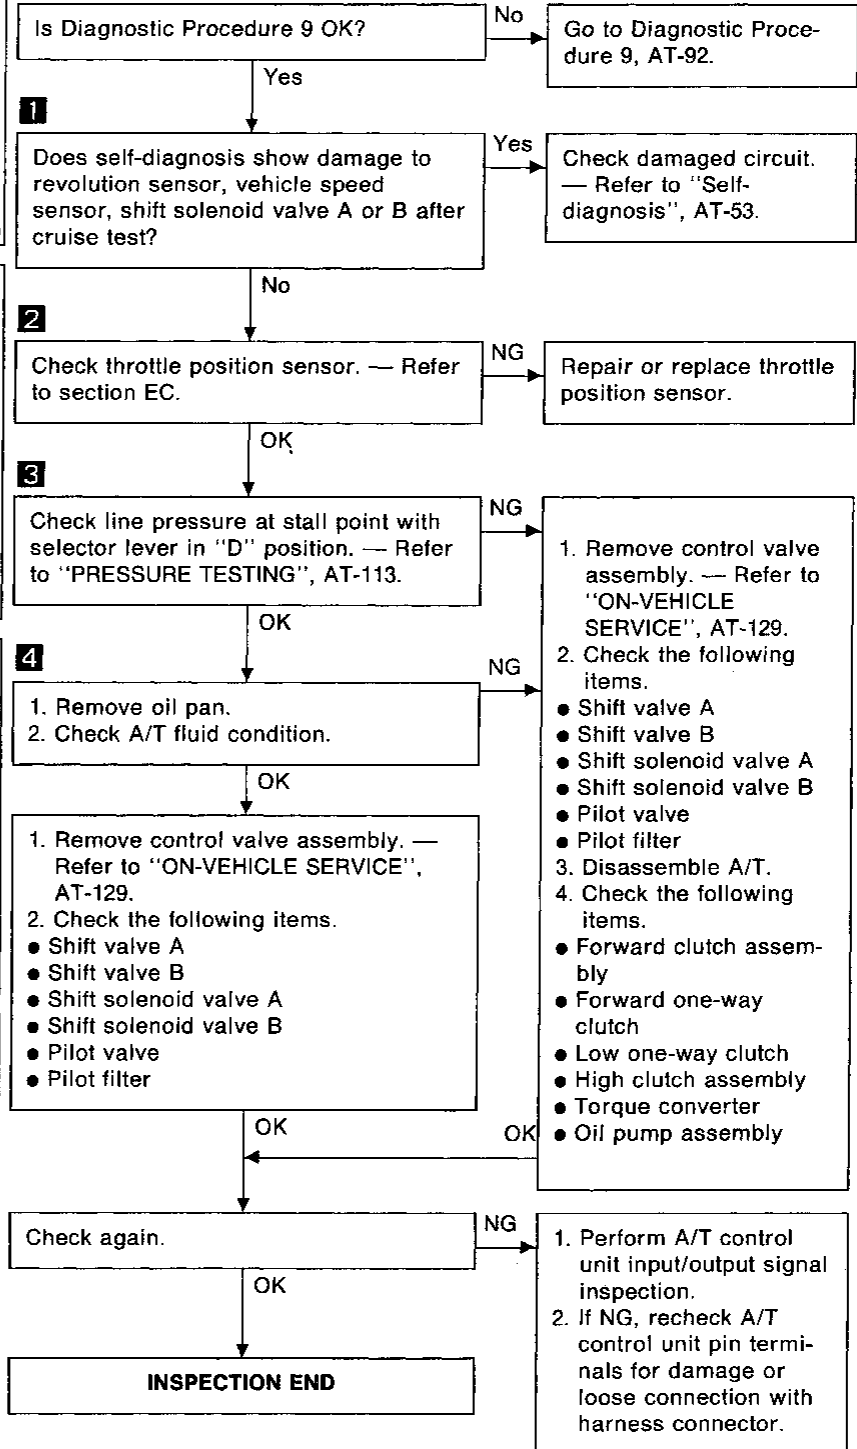 Is Diagnostic Procedure 9 OK?
No
Go to Diagnostic Proce-
dure 9, AT-92.
Yes
1
Does self-diagnosis show damage to
revolution sensor, vehicle speed
sensor, shift solenoid valve A or B after
cruise test?
Yes
Check damaged circuit.
— Refer to "Self-
diagnosis", AT-53.
No
2
Check throttle position sensor. — Refer
to section EC.
NG
Repair or replace throttle
position sensor.
OK
3
Check line pressure at stall point with
selector lever in "D" position. — Refer
to "PRESSURE TESTING", AT-113.
NG
OK
4
1. Remove oil pan.
2. Check A/T fluid condition.
NG
OK
1. Remove control valve
assembly. — Refer to
"ON-VEHICLE
SERVICE", AT-129.
2. Check the following
items.
● Shift valve A
● Shift valve B
● Shift solenoid valve A
● Shift solenoid valve B
● Pilot valve
● Pilot filter
3. Disassemble A/T.
4. Check the following
items.
● Forward clutch assem-
bly
● Forward one-way
clutch
● Low one-way clutch
● High clutch assembly
● Torque converter
● Oil pump assembly
1. Remove control valve assembly. —
Refer to "ON-VEHICLE SERVICE",
AT-129.
2. Check the following items.
● Shift valve A
● Shift valve B
● Shift solenoid valve A
● Shift solenoid valve B
● Pilot valve
● Pilot filter
OK
OK
Check again.
NG
1. Perform A/T control
unit input/output signal
inspection.
2. If NG, recheck A/T
control unit pin termi-
nals for damage or
loose connection with
harness connector.
OK
INSPECTION END